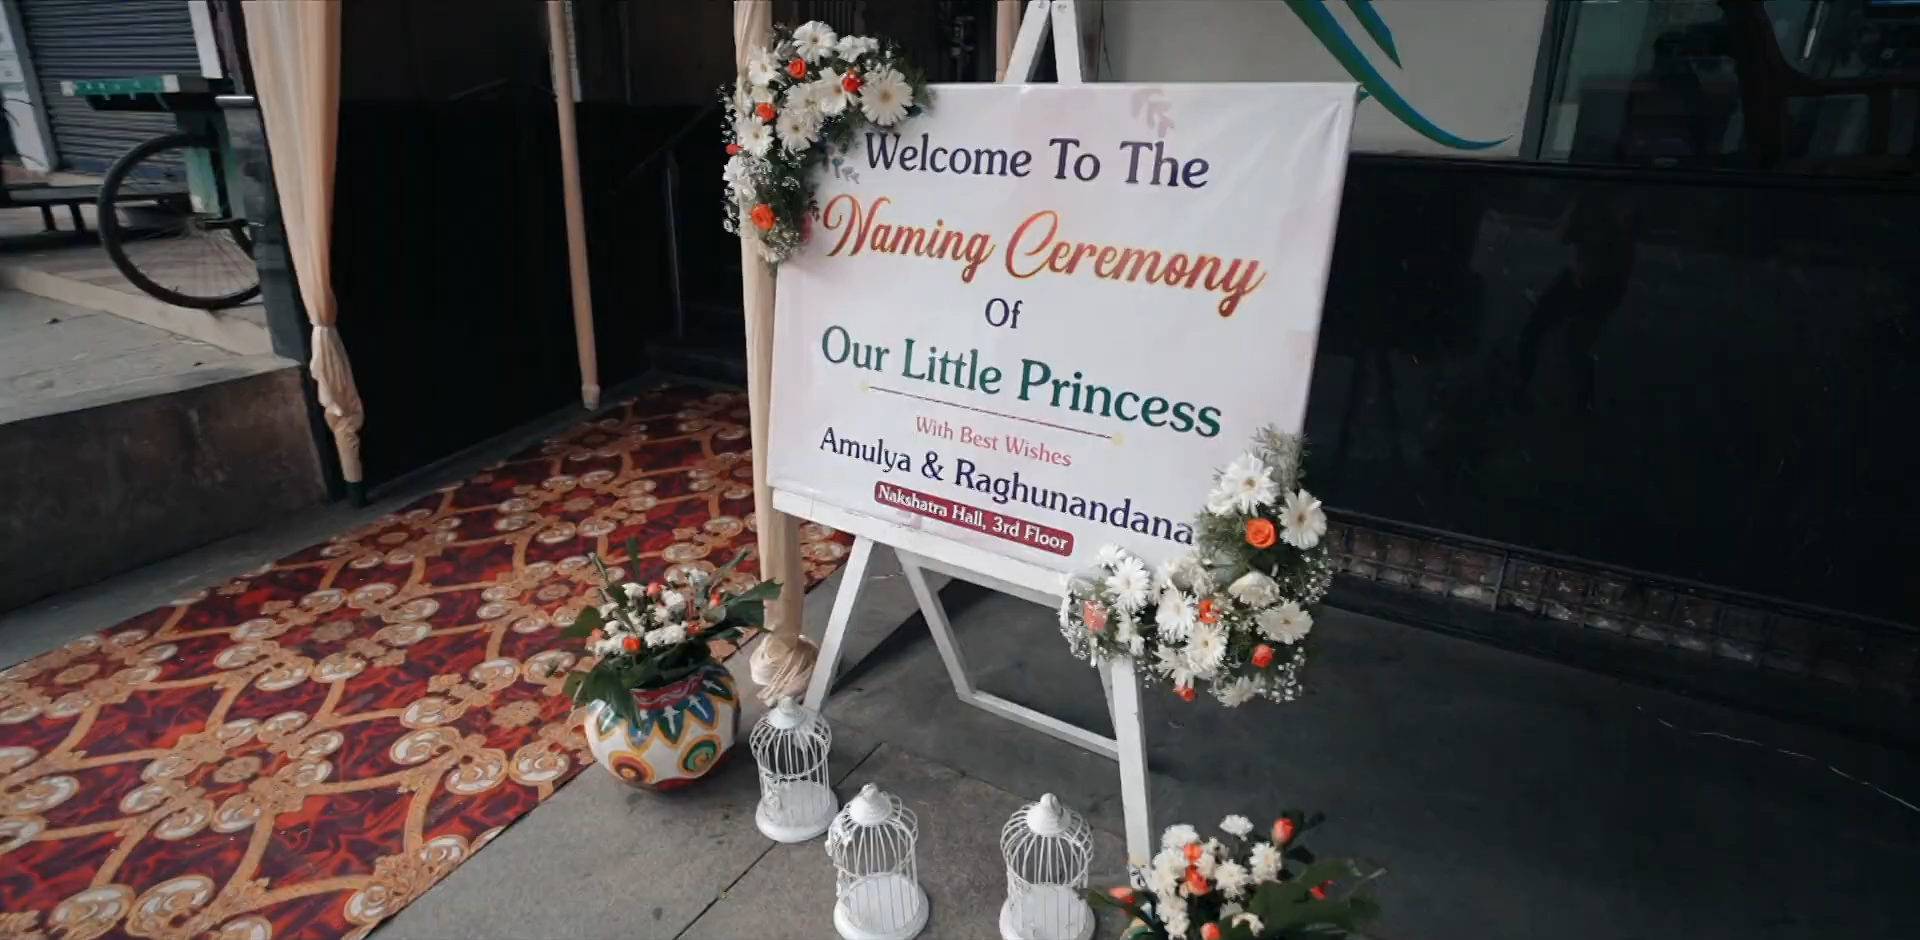 Welcome To The
Naming Ceremony
Of
Our Little Princess
With Best Wishes
Amulya & Raghunandana
Nakshatra Hall, 3rd Floor